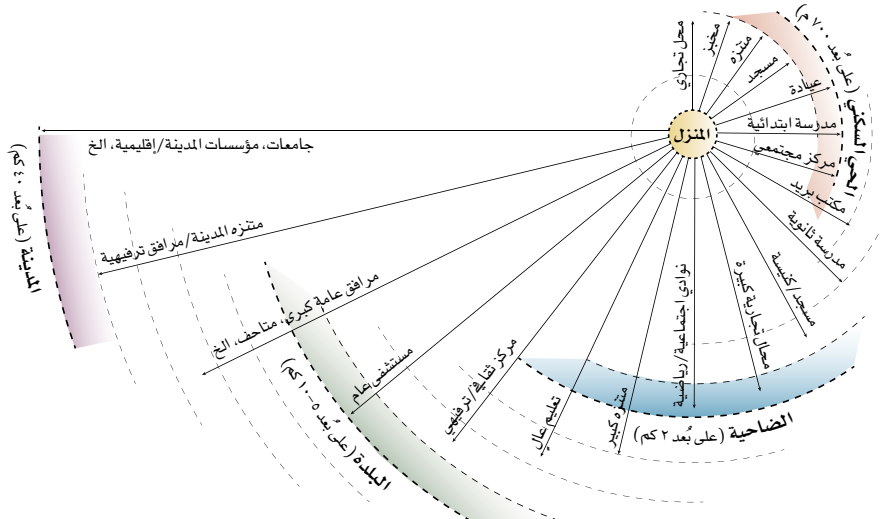 المنزل
محل تجاري
مخبز
متنزه
مسجد
عيادة
مدرسة ابتدائية
مركز مجتمعي
مكتب بريد
الحي السكني (على بُعد ٧٠٠ م)
مدرسة ثانوية
مسجد/كنيسة
محال تجارية كبيرة
نوادي اجتماعية/رياضية
متنزه كبير
تعليم عالٍ
الضاحية (على بُعد ٢ كم)
مركز ثقافي/ترفيهي
مستشفى عام
مرافق عامة كبرى، متاحف، الخ
البلدة (على بُعد ٥-١٠ كم)
متنزه المدينة/مرافق ترفيهية
جامعات، مؤسسات المدينة/إقليمية، الخ
المدينة (على بُعد ٤٠ كم)